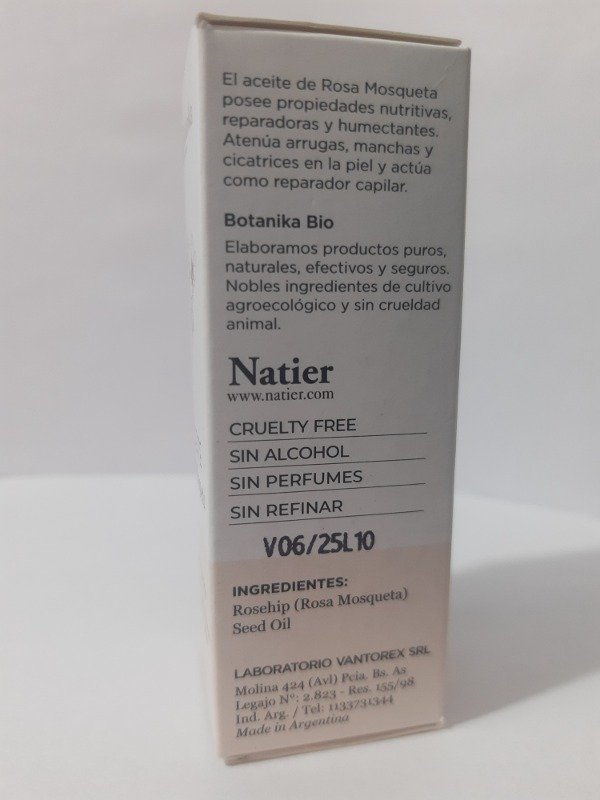 El aceite de Rosa Mosqueta
posee propiedades nutritivas,
reparadoras y humectantes.
Atenúa arrugas, manchas y
cicatrices en la piel y actúa
como reparador capilar.
Botanika Bio
Elaboramos productos puros,
naturales, efectivos y seguros.
Nobles ingredientes de cultivo
agroecológico y sin crueldad
animal.
Natier
www.natier.com
CRUELTY FREE
SIN ALCOHOL
SIN PERFUMES
SIN REFINAR
V06/25L10
INGREDIENTES:
Rosehip (Rosa Mosqueta)
Seed Oil
LABORATORIO VANTOREX SRL
Molina 424 (Avl) Pcia. Bs. As
Legajo Nº: 2.823 - Res. 155/98
Ind. Arg. / Tel: 1133731344
Made in Argentina